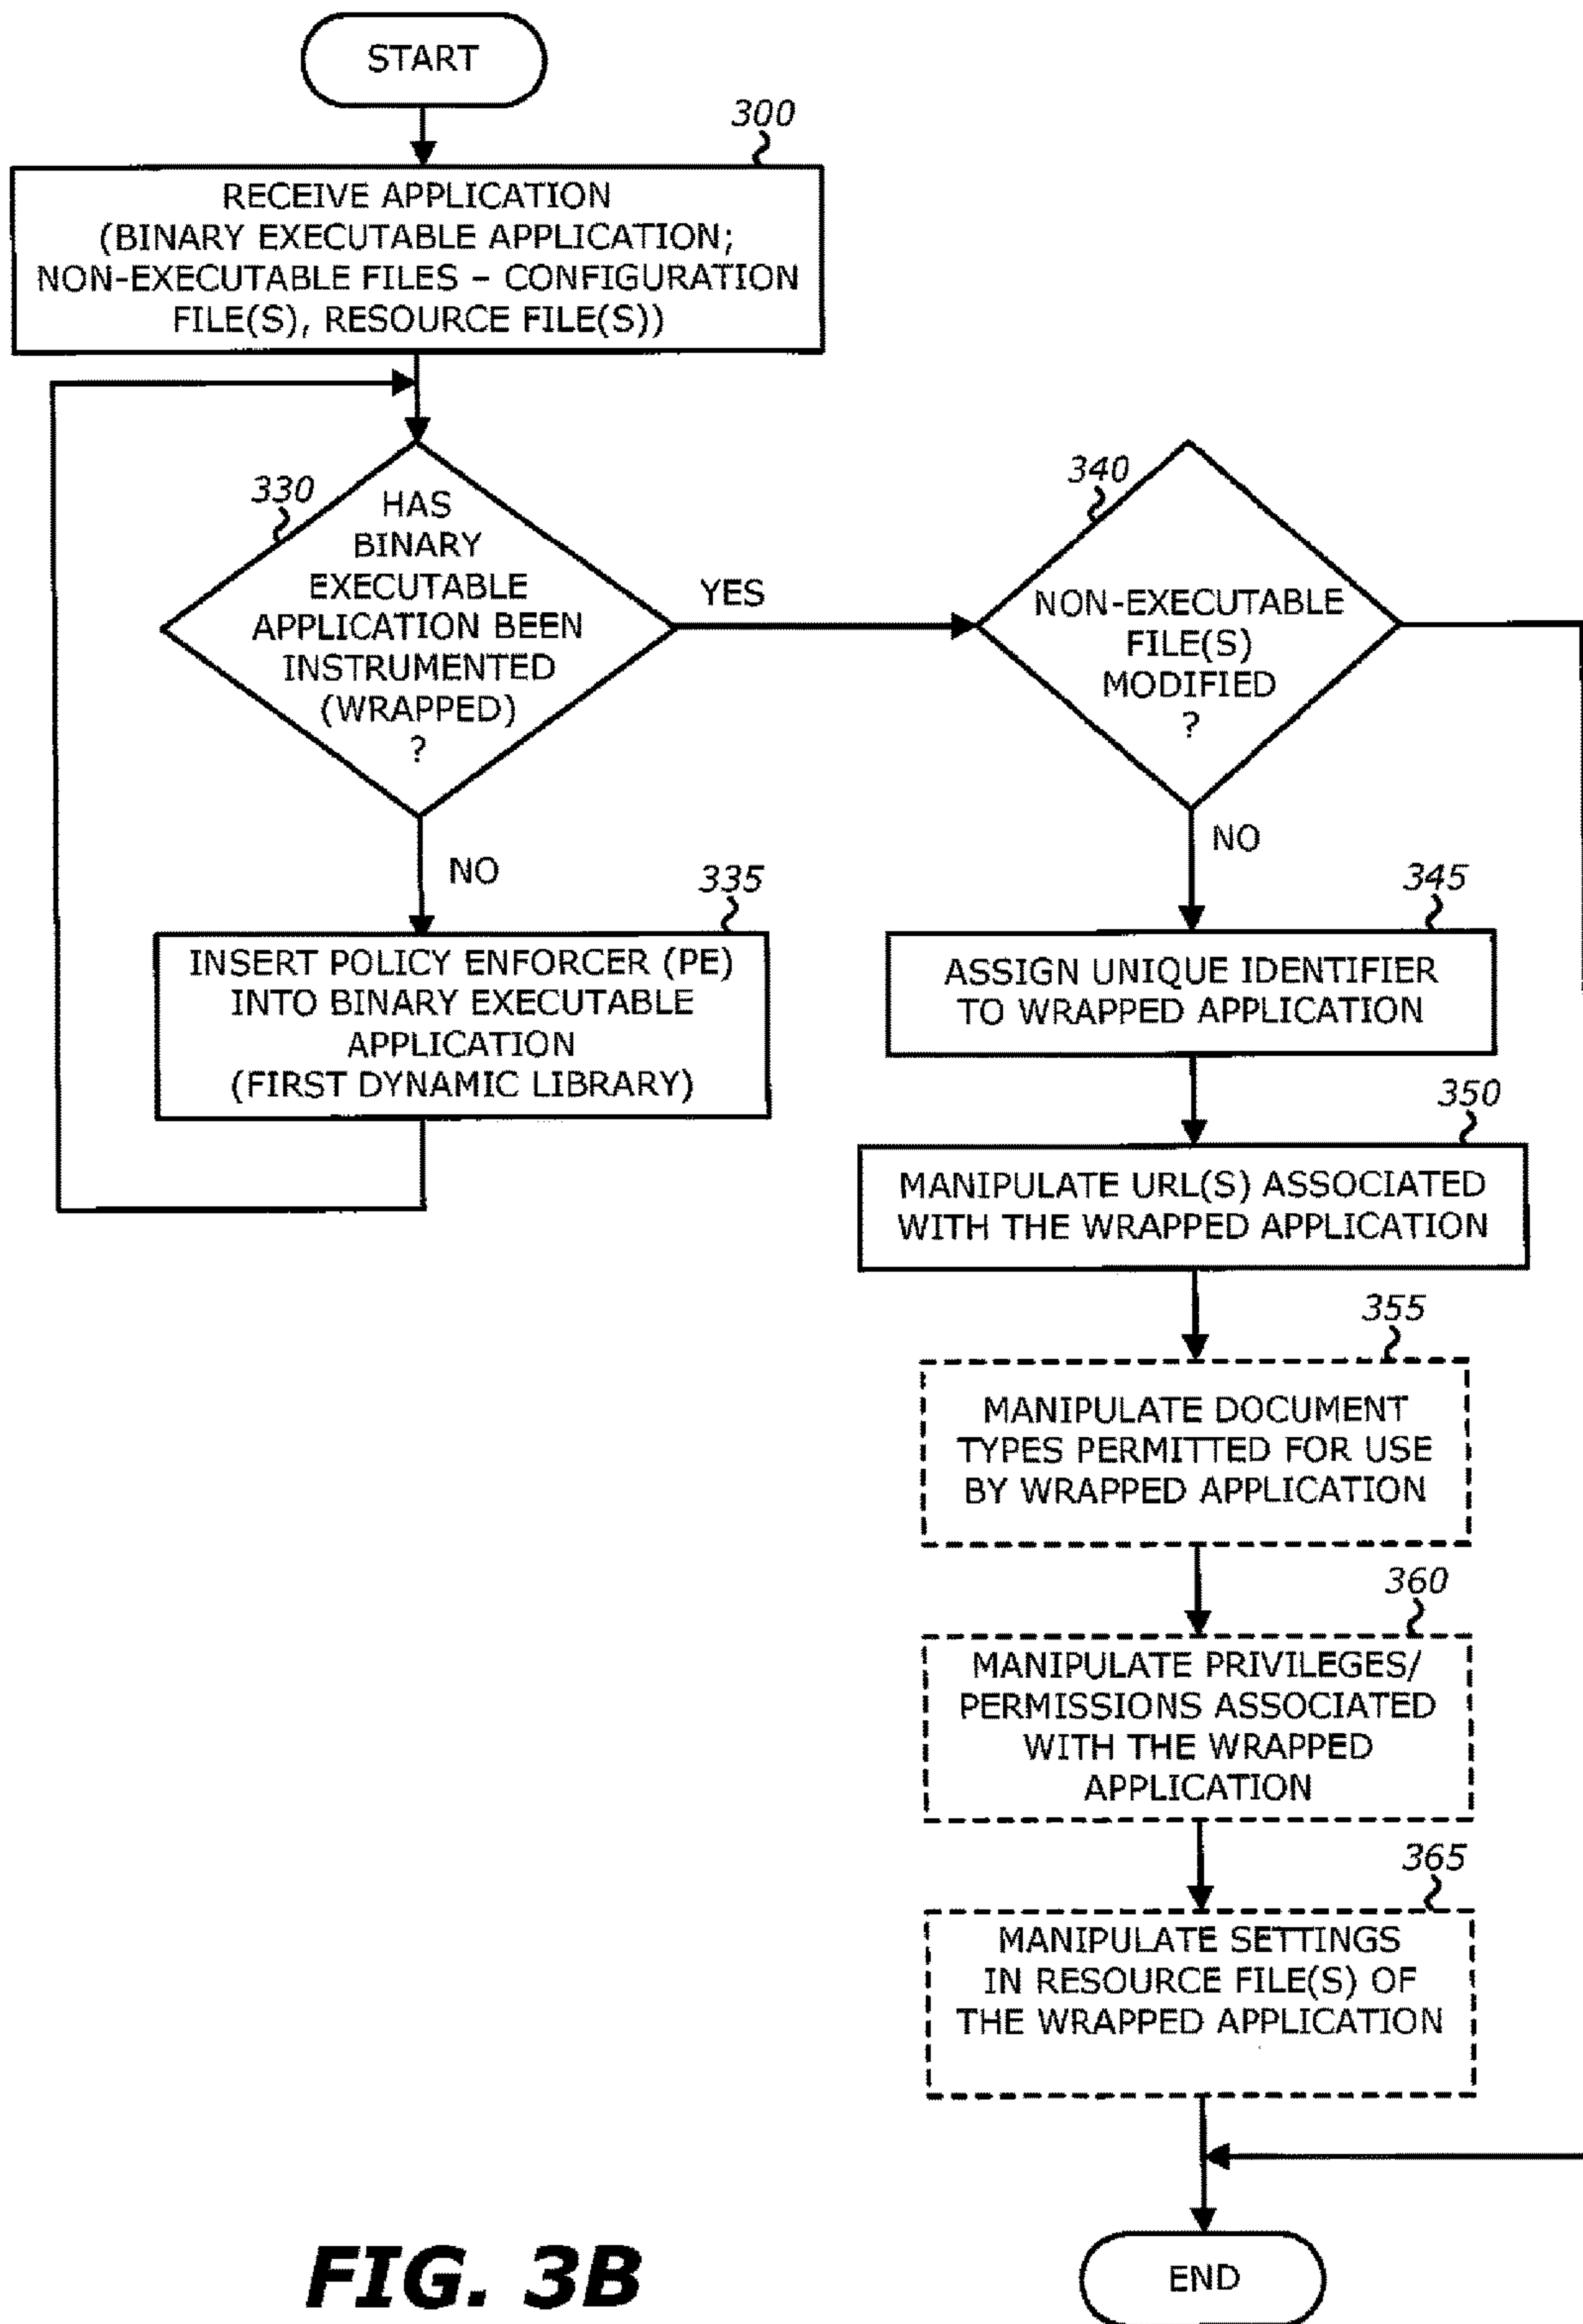 START
300
RECEIVE APPLICATION
(BINARY EXECUTABLE APPLICATION;
NON-EXECUTABLE FILES – CONFIGURATION
FILE(S), RESOURCE FILE(S))
330
HAS
BINARY
EXECUTABLE
APPLICATION BEEN
INSTRUMENTED
(WRAPPED)
?
YES
NO
335
INSERT POLICY ENFORCER (PE)
INTO BINARY EXECUTABLE
APPLICATION
(FIRST DYNAMIC LIBRARY)
340
NON-EXECUTABLE
FILE(S)
MODIFIED
?
NO
345
ASSIGN UNIQUE IDENTIFIER
TO WRAPPED APPLICATION
350
MANIPULATE URL(S) ASSOCIATED
WITH THE WRAPPED APPLICATION
355
MANIPULATE DOCUMENT
TYPES PERMITTED FOR USE
BY WRAPPED APPLICATION
360
MANIPULATE PRIVILEGES/
PERMISSIONS ASSOCIATED
WITH THE WRAPPED
APPLICATION
365
MANIPULATE SETTINGS
IN RESOURCE FILE(S) OF
THE WRAPPED APPLICATION
END
FIG. 3B